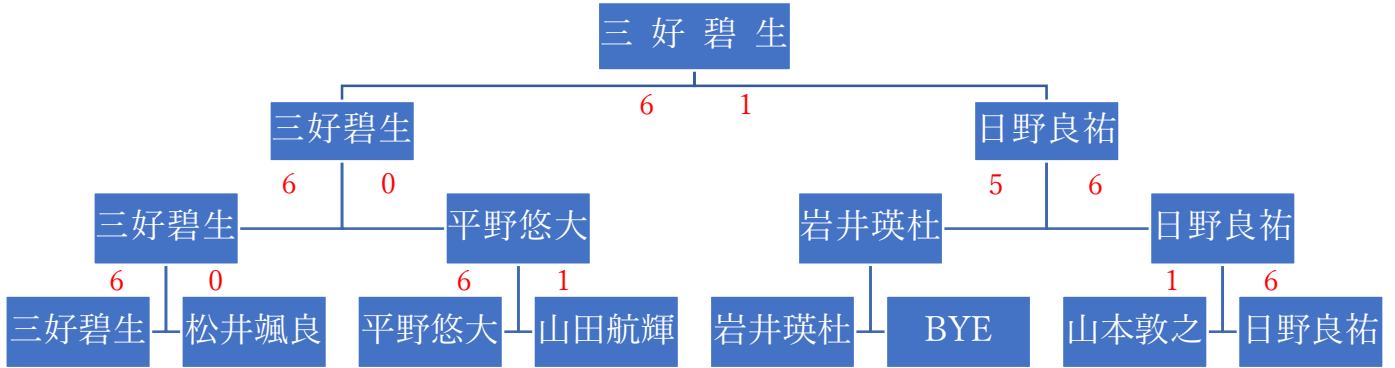 三 好 碧 生
6 1
三好碧生 日野良祐
6 0 5 6
三好碧生 平野悠大 岩井瑛杜 日野良祐
6 0 6 1 1 6
三好碧生 松井颯良 平野悠大 山田航輝 岩井瑛杜 BYE 山本敦之 日野良祐